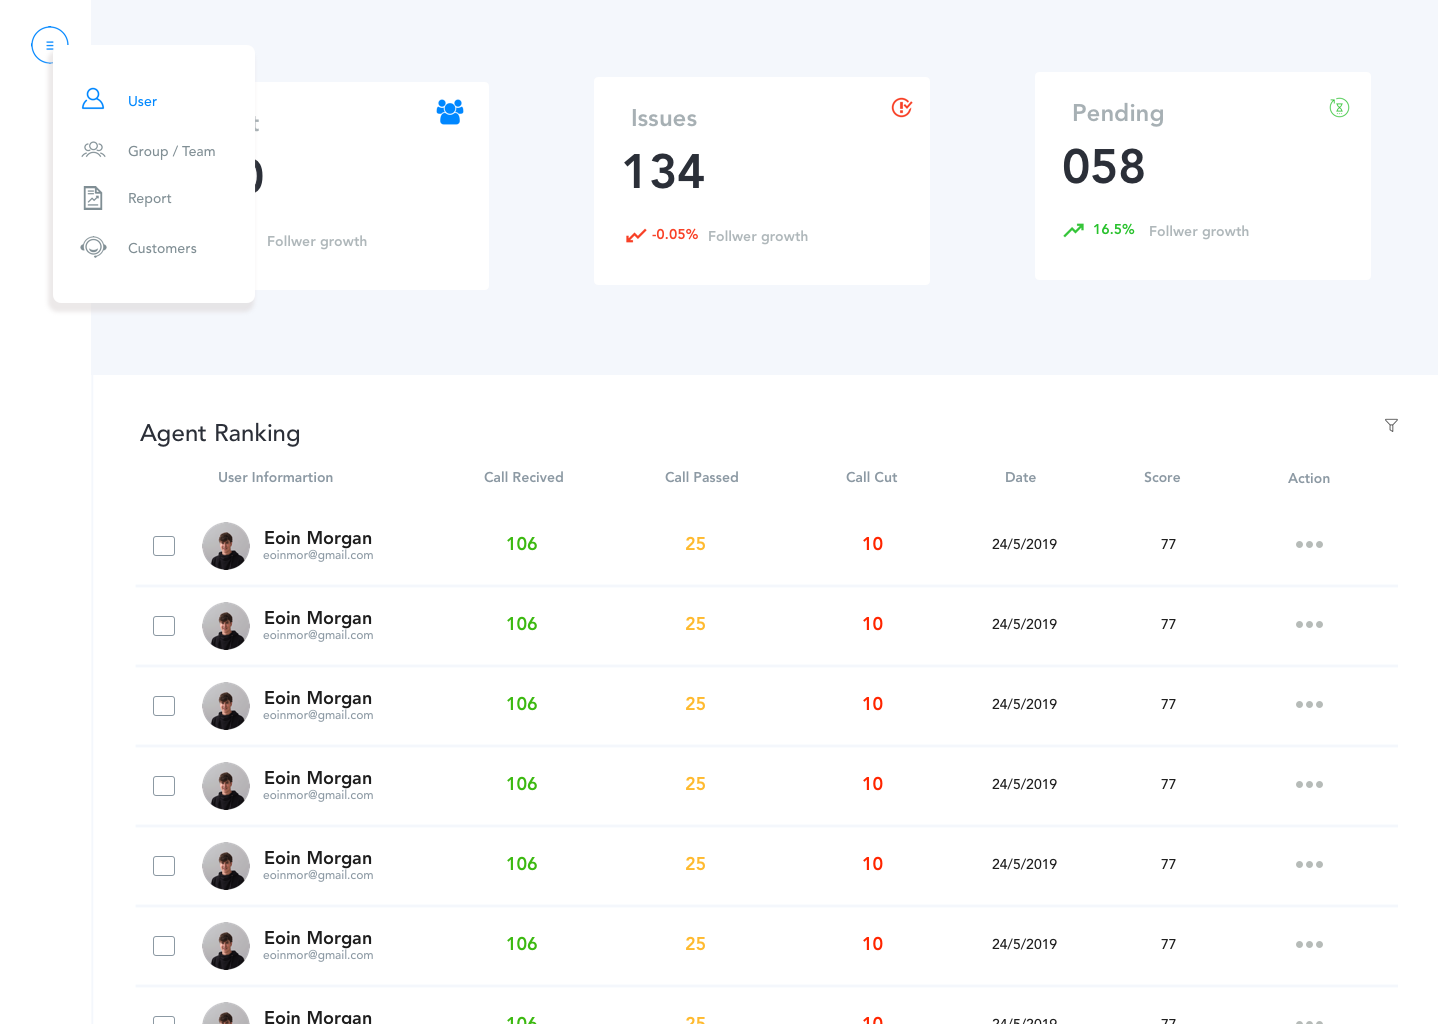 User
Group / Team
Report
Customers
Follwer growth
Issues
134
-0.05% Follwer growth
Pending
058
16.5% Follwer growth
Agent Ranking
User Informartion Call Recived Call Passed Call Cut Date Score Action
Eoin Morgan
eoinmor@gmail.com
106 25 10 24/5/2019 77
Eoin Morgan
eoinmor@gmail.com
106 25 10 24/5/2019 77
Eoin Morgan
eoinmor@gmail.com
106 25 10 24/5/2019 77
Eoin Morgan
eoinmor@gmail.com
106 25 10 24/5/2019 77
Eoin Morgan
eoinmor@gmail.com
106 25 10 24/5/2019 77
Eoin Morgan
eoinmor@gmail.com
106 25 10 24/5/2019 77
Eoin Morgan
106 25 10 24/5/2019 77